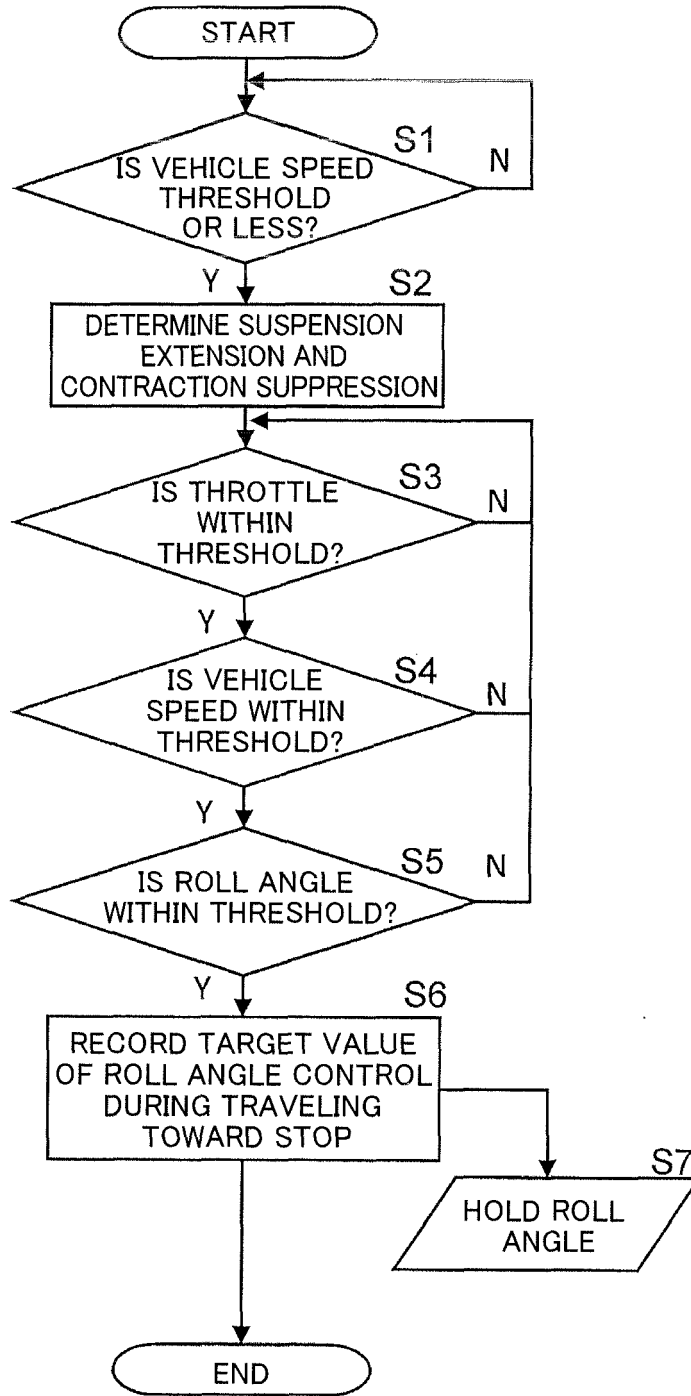 START
S1
N
IS VEHICLE SPEED
THRESHOLD
OR LESS?
Y
S2
DETERMINE SUSPENSION
EXTENSION AND
CONTRACTION SUPPRESSION
S3
N
IS THROTTLE
WITHIN
THRESHOLD?
Y
S4
N
IS VEHICLE
SPEED WITHIN
THRESHOLD?
Y
S5
N
IS ROLL ANGLE
WITHIN THRESHOLD?
Y
S6
RECORD TARGET VALUE
OF ROLL ANGLE CONTROL
DURING TRAVELING
TOWARD STOP
S7
HOLD ROLL
ANGLE
END